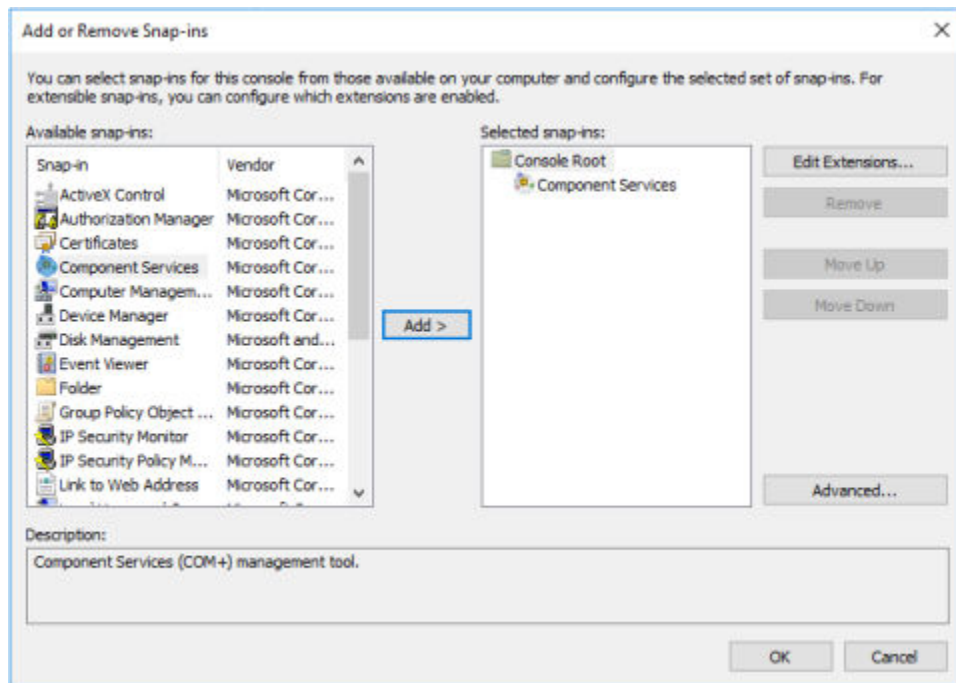 Add or Remove Snap-ins
You can select snap-ins for this console from those available on your computer and configure the selected set of snap-ins. For
extensible snap-ins, you can configure which extensions are enabled.
Available snap-ins:
Snap-in Vendor
ActiveX Control Microsoft Cor...
Authorization Manager Microsoft Cor...
Certificates Microsoft Cor...
Component Services Microsoft Cor...
Computer Managem... Microsoft Cor...
Device Manager Microsoft Cor...
Disk Management Microsoft and...
Event Viewer Microsoft Cor...
Folder Microsoft Cor...
Group Policy Object ... Microsoft Cor...
IP Security Monitor Microsoft Cor...
IP Security Policy M... Microsoft Cor...
Link to Web Address Microsoft Cor...
Add >
Selected snap-ins:
Console Root
Component Services
Edit Extensions...
Remove
Move Up
Move Down
Advanced...
Description:
Component Services (COM+) management tool.
OK
Cancel